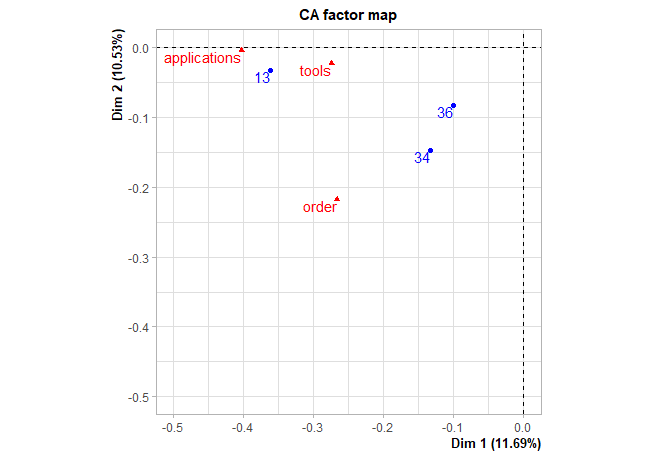 CA factor map
Dim 2 (10.53%)
0.0
-0.1
-0.2
-0.3
-0.4
-0.5
applications
13
tools
36
34
order
-0.5
-0.4
-0.3
-0.2
-0.1
0.0
Dim 1 (11.69%)